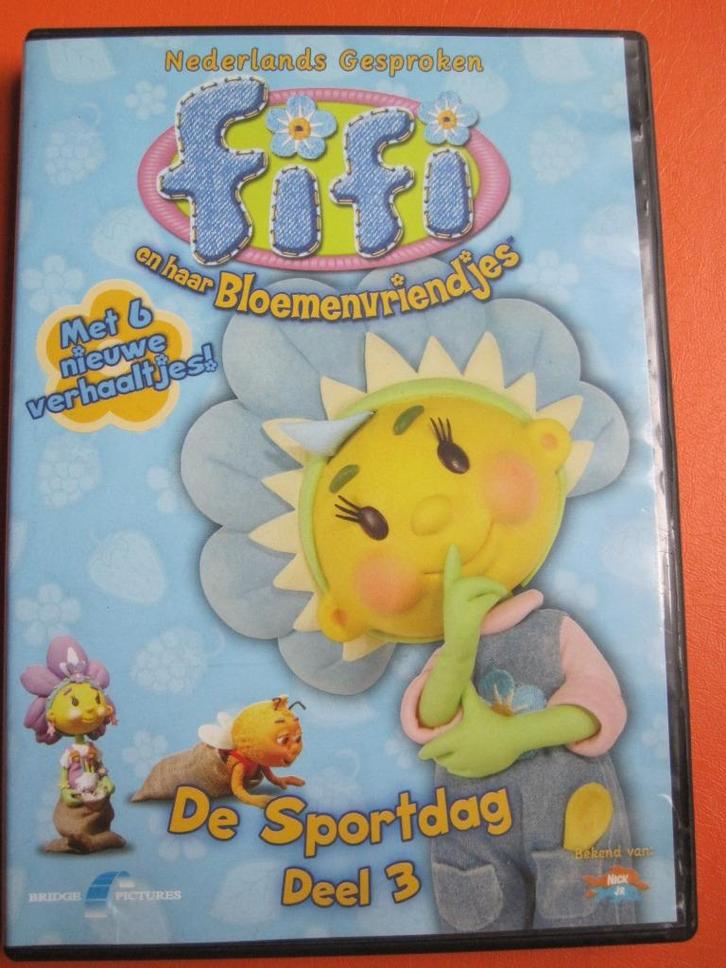 Nederlands Gesproken
fifi
en haar Bloemenvriendjes™
Met 6
nieuwe
verhaaltjes!
De Sportdag
Deel 3
Bekend van:
NICK
JR
BRIDGE PICTURES